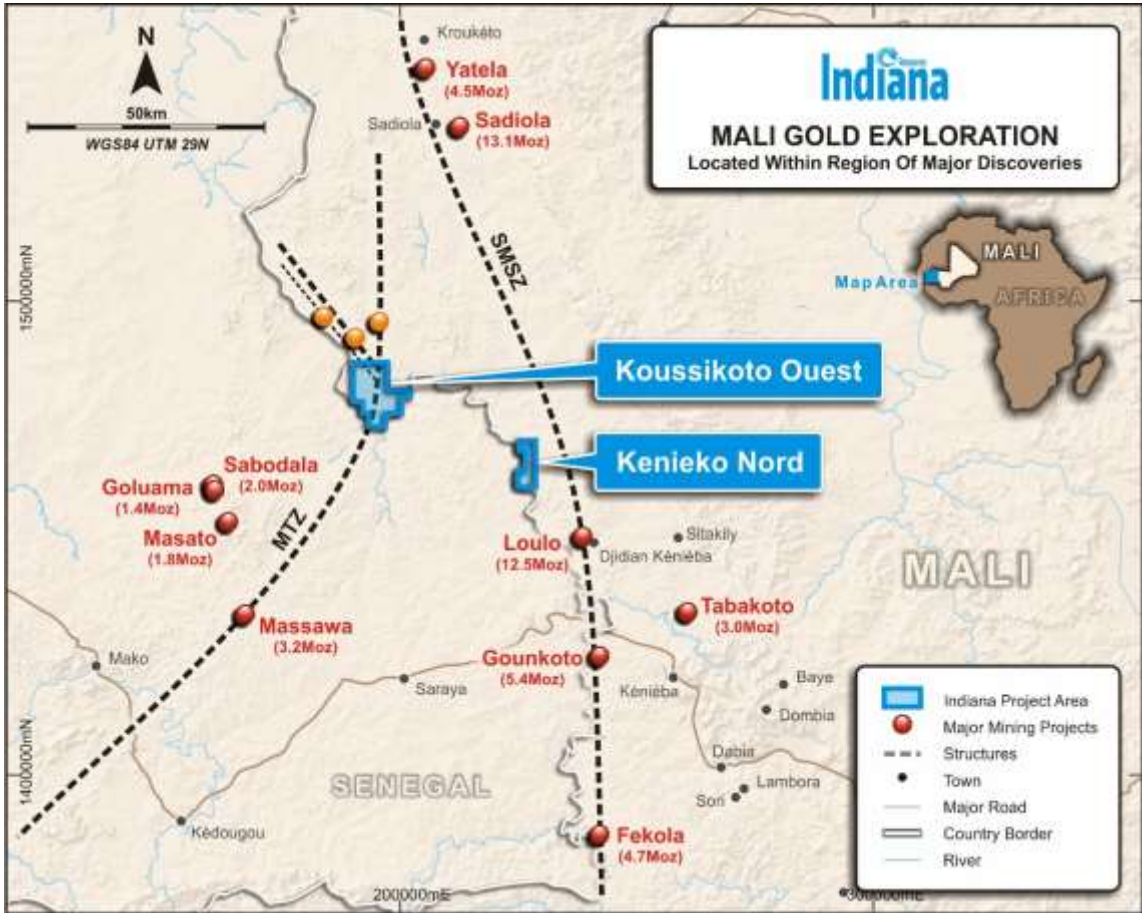 N
50km
WGS84 UTM 29N
Kroukéto
Yatela
(4.5Moz)
Sadiola
Sadiola
(13.1Moz)
Indiana
MALI GOLD EXPLORATION
Located Within Region Of Major Discoveries
MALI
Map Area
AFRICA
1500000mN
SMSZ
Koussikoto Ouest
Kenieko Nord
Sabodala
(2.0Moz)
Goluama
(1.4Moz)
Masato
(1.8Moz)
MTZ
Loulo
(12.5Moz)
Djidian Kéniéba
Sitakily
MALI
Massawa
(3.2Moz)
Tabakoto
(3.0Moz)
Gounkoto
(5.4Moz)
Mako
Saraya
Kéniéba
Baye
Dombia
Dabia
Lambora
Sori
1400000mN
SENEGAL
Kédougou
Fekola
(4.7Moz)
200000mE
300000mE
Indiana Project Area
Major Mining Projects
Structures
Town
Major Road
Country Border
River